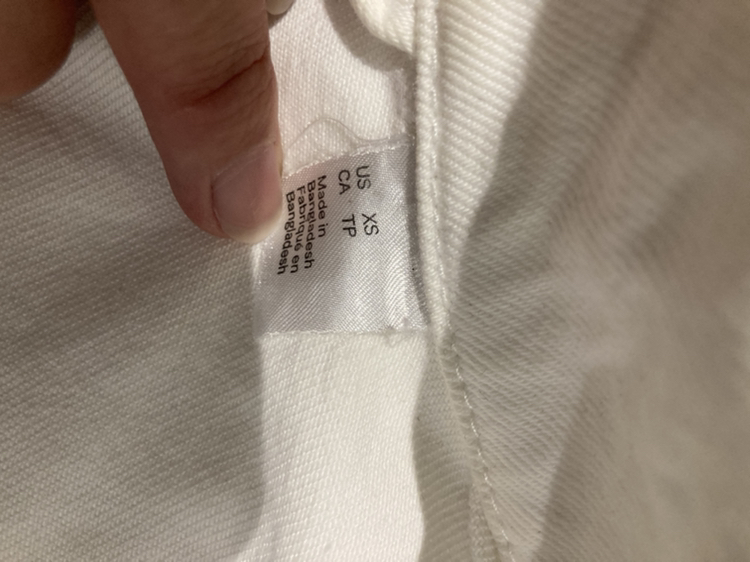 US XS
CA TP
Made in
Bangladesh
Fabriqué en
Bangladesh